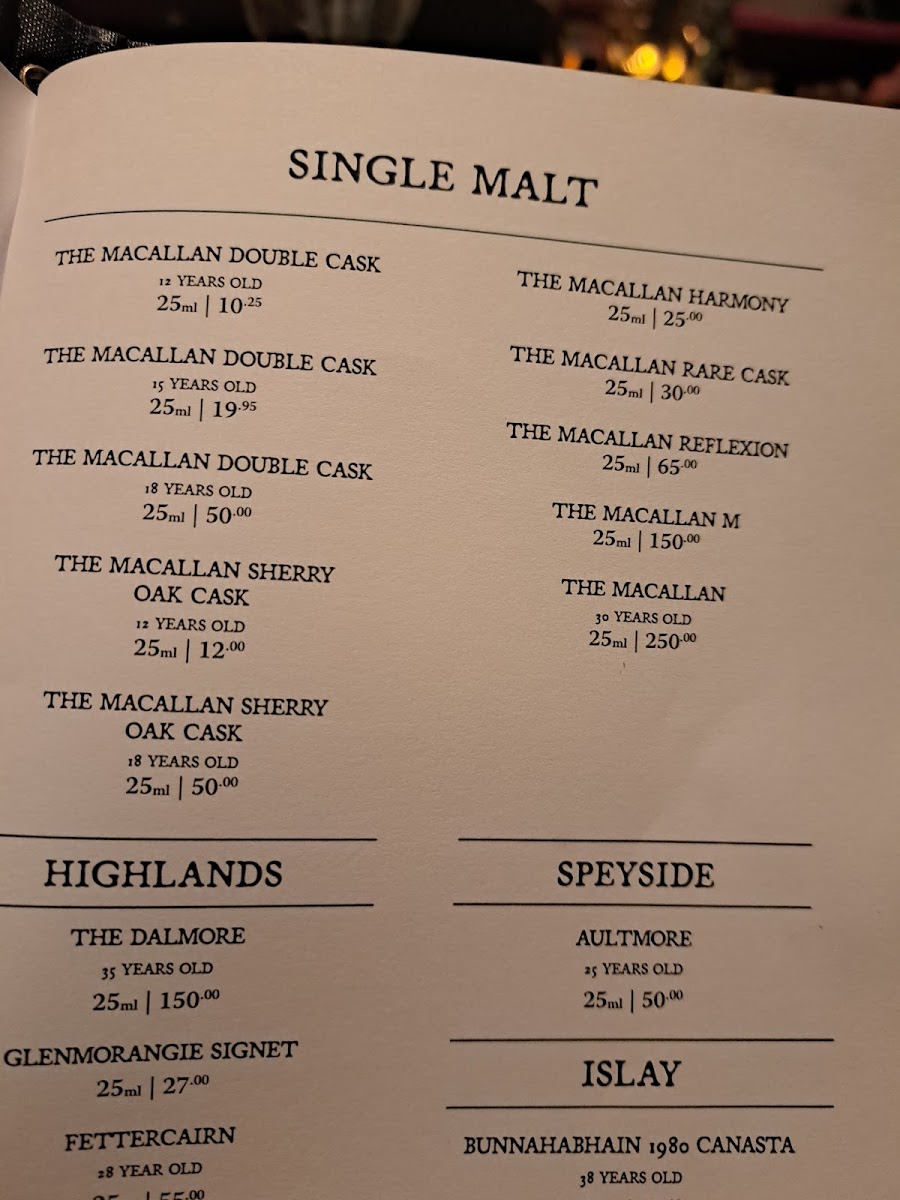 SINGLE MALT
THE MACALLAN DOUBLE CASK
12 YEARS OLD
25ml | 10.25
THE MACALLAN DOUBLE CASK
15 YEARS OLD
25ml | 19.95
THE MACALLAN DOUBLE CASK
18 YEARS OLD
25ml | 50.00
THE MACALLAN SHERRY
OAK CASK
12 YEARS OLD
25ml | 12.00
THE MACALLAN SHERRY
OAK CASK
18 YEARS OLD
25ml | 50.00
THE MACALLAN HARMONY
25ml | 25.00
THE MACALLAN RARE CASK
25ml | 30.00
THE MACALLAN REFLEXION
25ml | 65.00
THE MACALLAN M
25ml | 150.00
THE MACALLAN
30 YEARS OLD
25ml | 250.00
HIGHLANDS
THE DALMORE
35 YEARS OLD
25ml | 150.00
GLENMORANGIE SIGNET
25ml | 27.00
FETTERCAIRN
28 YEAR OLD
25ml | 55.00
SPEYSIDE
AULTMORE
25 YEARS OLD
25ml | 50.00
ISLAY
BUNNAHABHAIN 1980 CANASTA
38 YEARS OLD